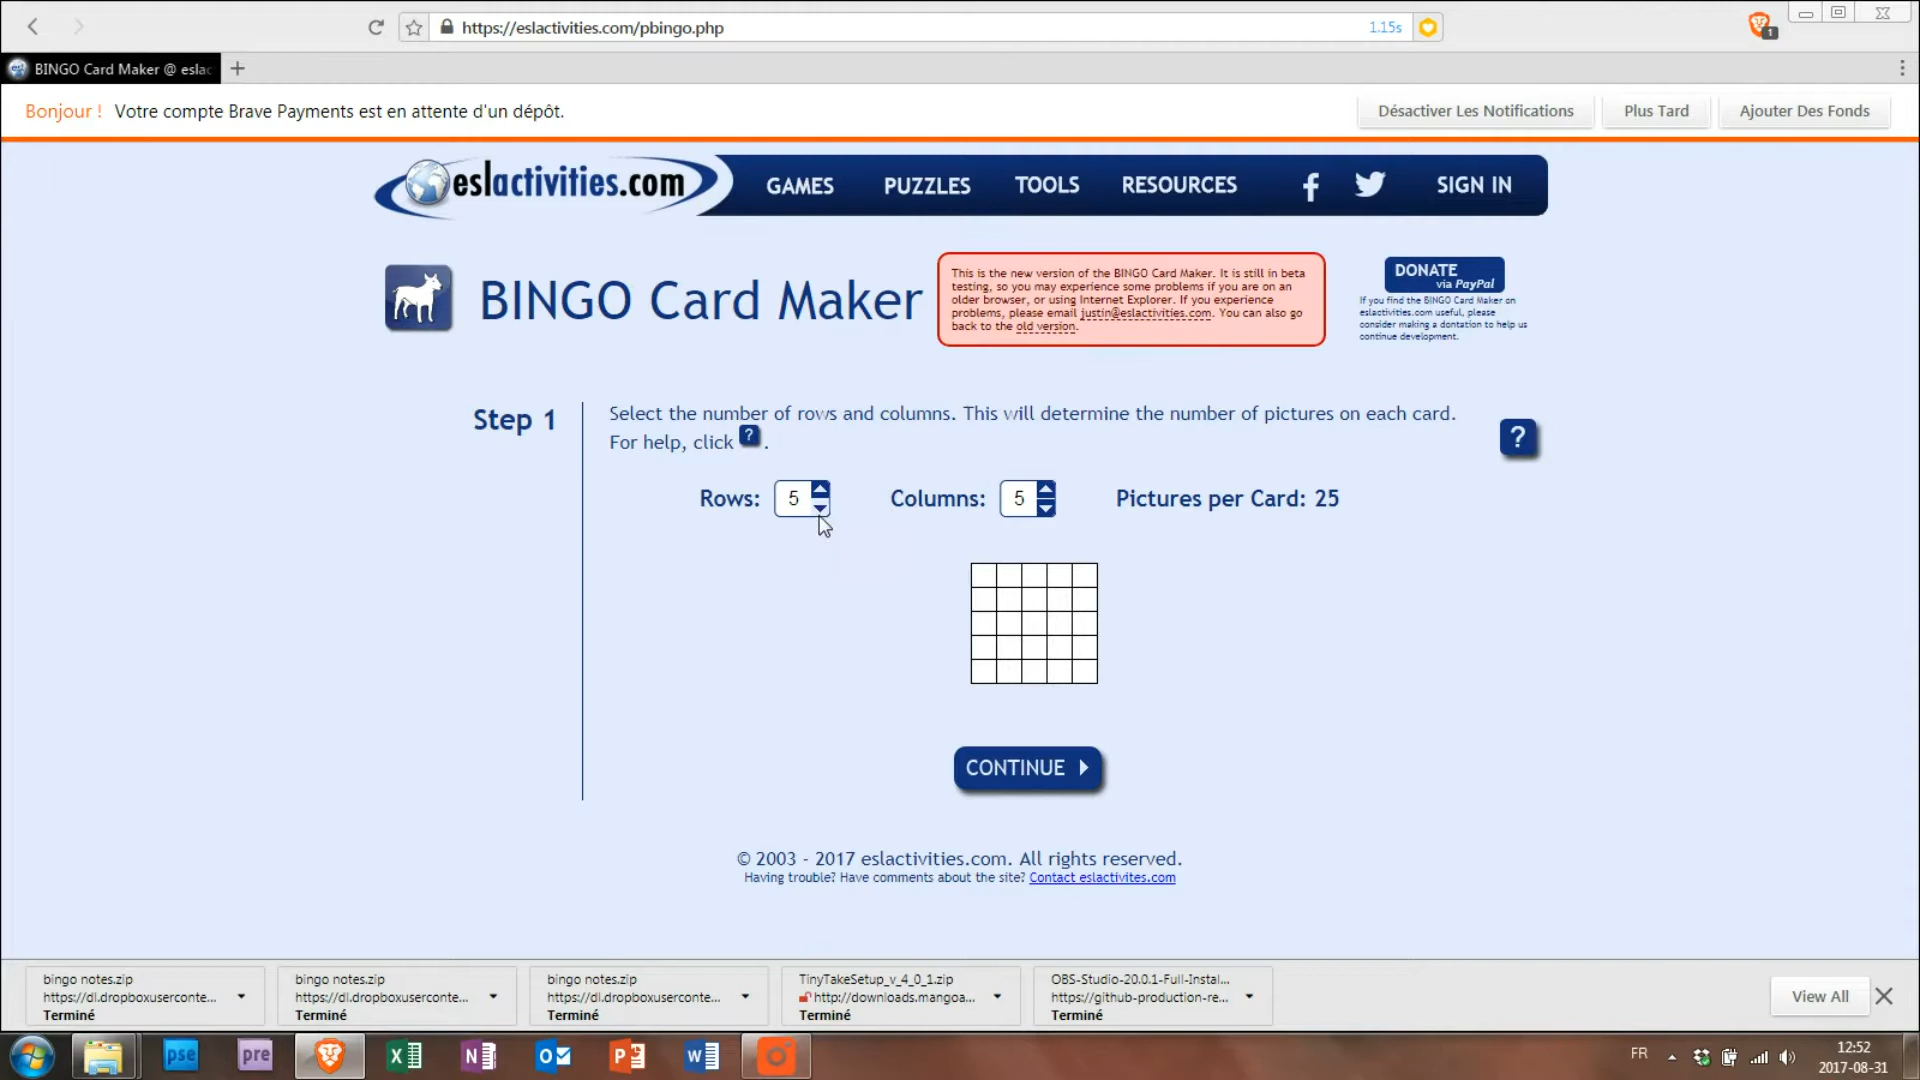 https://eslactivities.com/pbingo.php
1.15s
1
BINGO Card Maker @ esla
Bonjour ! Votre compte Brave Payments est en attente d'un dépôt.
Désactiver Les Notifications
Plus Tard
Ajouter Des Fonds
eslactivities.com
GAMES
PUZZLES
TOOLS
RESOURCES
SIGN IN
BINGO Card Maker
This is the new version of the BINGO Card Maker. It is still in beta
testing, so you may experience some problems if you are on an
older browser, or using Internet Explorer. If you experience
problems, please email justin@eslactivities.com. You can also go
back to the old version.
DONATE
via PayPal
If you find the BINGO Card Maker on
eslactivities.com useful, please
consider making a dontation to help us
continue development.
Step 1
Select the number of rows and columns. This will determine the number of pictures on each card.
For help, click ? .
?
Rows: 5
Columns: 5
Pictures per Card: 25
CONTINUE
© 2003 - 2017 eslactivities.com. All rights reserved.
Having trouble? Have comments about the site? Contact eslactivites.com
bingo notes.zip
https://dl.dropboxuserconte...
Terminé
bingo notes.zip
https://dl.dropboxuserconte...
Terminé
bingo notes.zip
https://dl.dropboxuserconte...
Terminé
TinyTakeSetup_v_4_0_1.zip
http://downloads.mangoa...
Terminé
OBS-Studio-20.0.1-Full-Instal...
https://github-production-re...
Terminé
View All
pse
pre
FR
12:52
2017-08-31